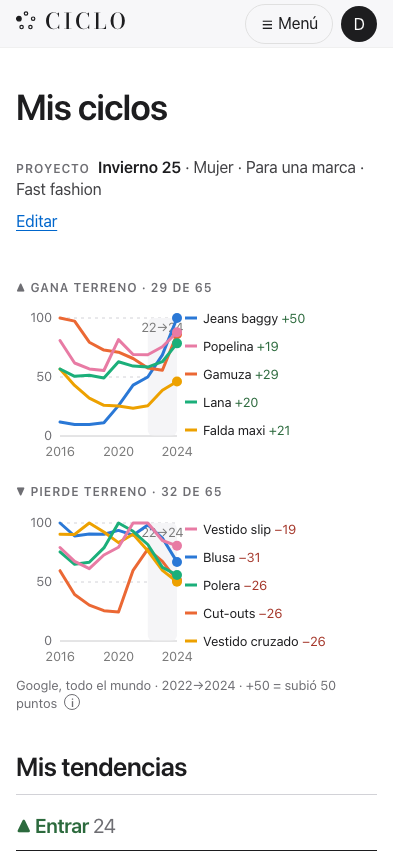 CICLO
≡ Menú
D
Mis ciclos
PROYECTO Invierno 25 · Mujer · Para una marca ·
Fast fashion
Editar
▲ GANA TERRENO · 29 DE 65
100
50
0
22→24
2016
2020
2024
Jeans baggy +50
Popelina +19
Gamuza +29
Lana +20
Falda maxi +21
▼ PIERDE TERRENO · 32 DE 65
100
50
0
22→24
2016
2020
2024
Vestido slip −19
Blusa −31
Polera −26
Cut-outs −26
Vestido cruzado −26
Google, todo el mundo · 2022→2024 · +50 = subió 50
puntos ⓘ
Mis tendencias
▲ Entrar 24